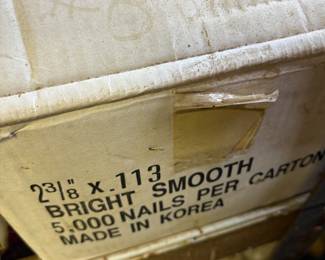 2 3/8" x .113
BRIGHT SMOOTH
5,000 NAILS PER CARTON
MADE IN KOREA